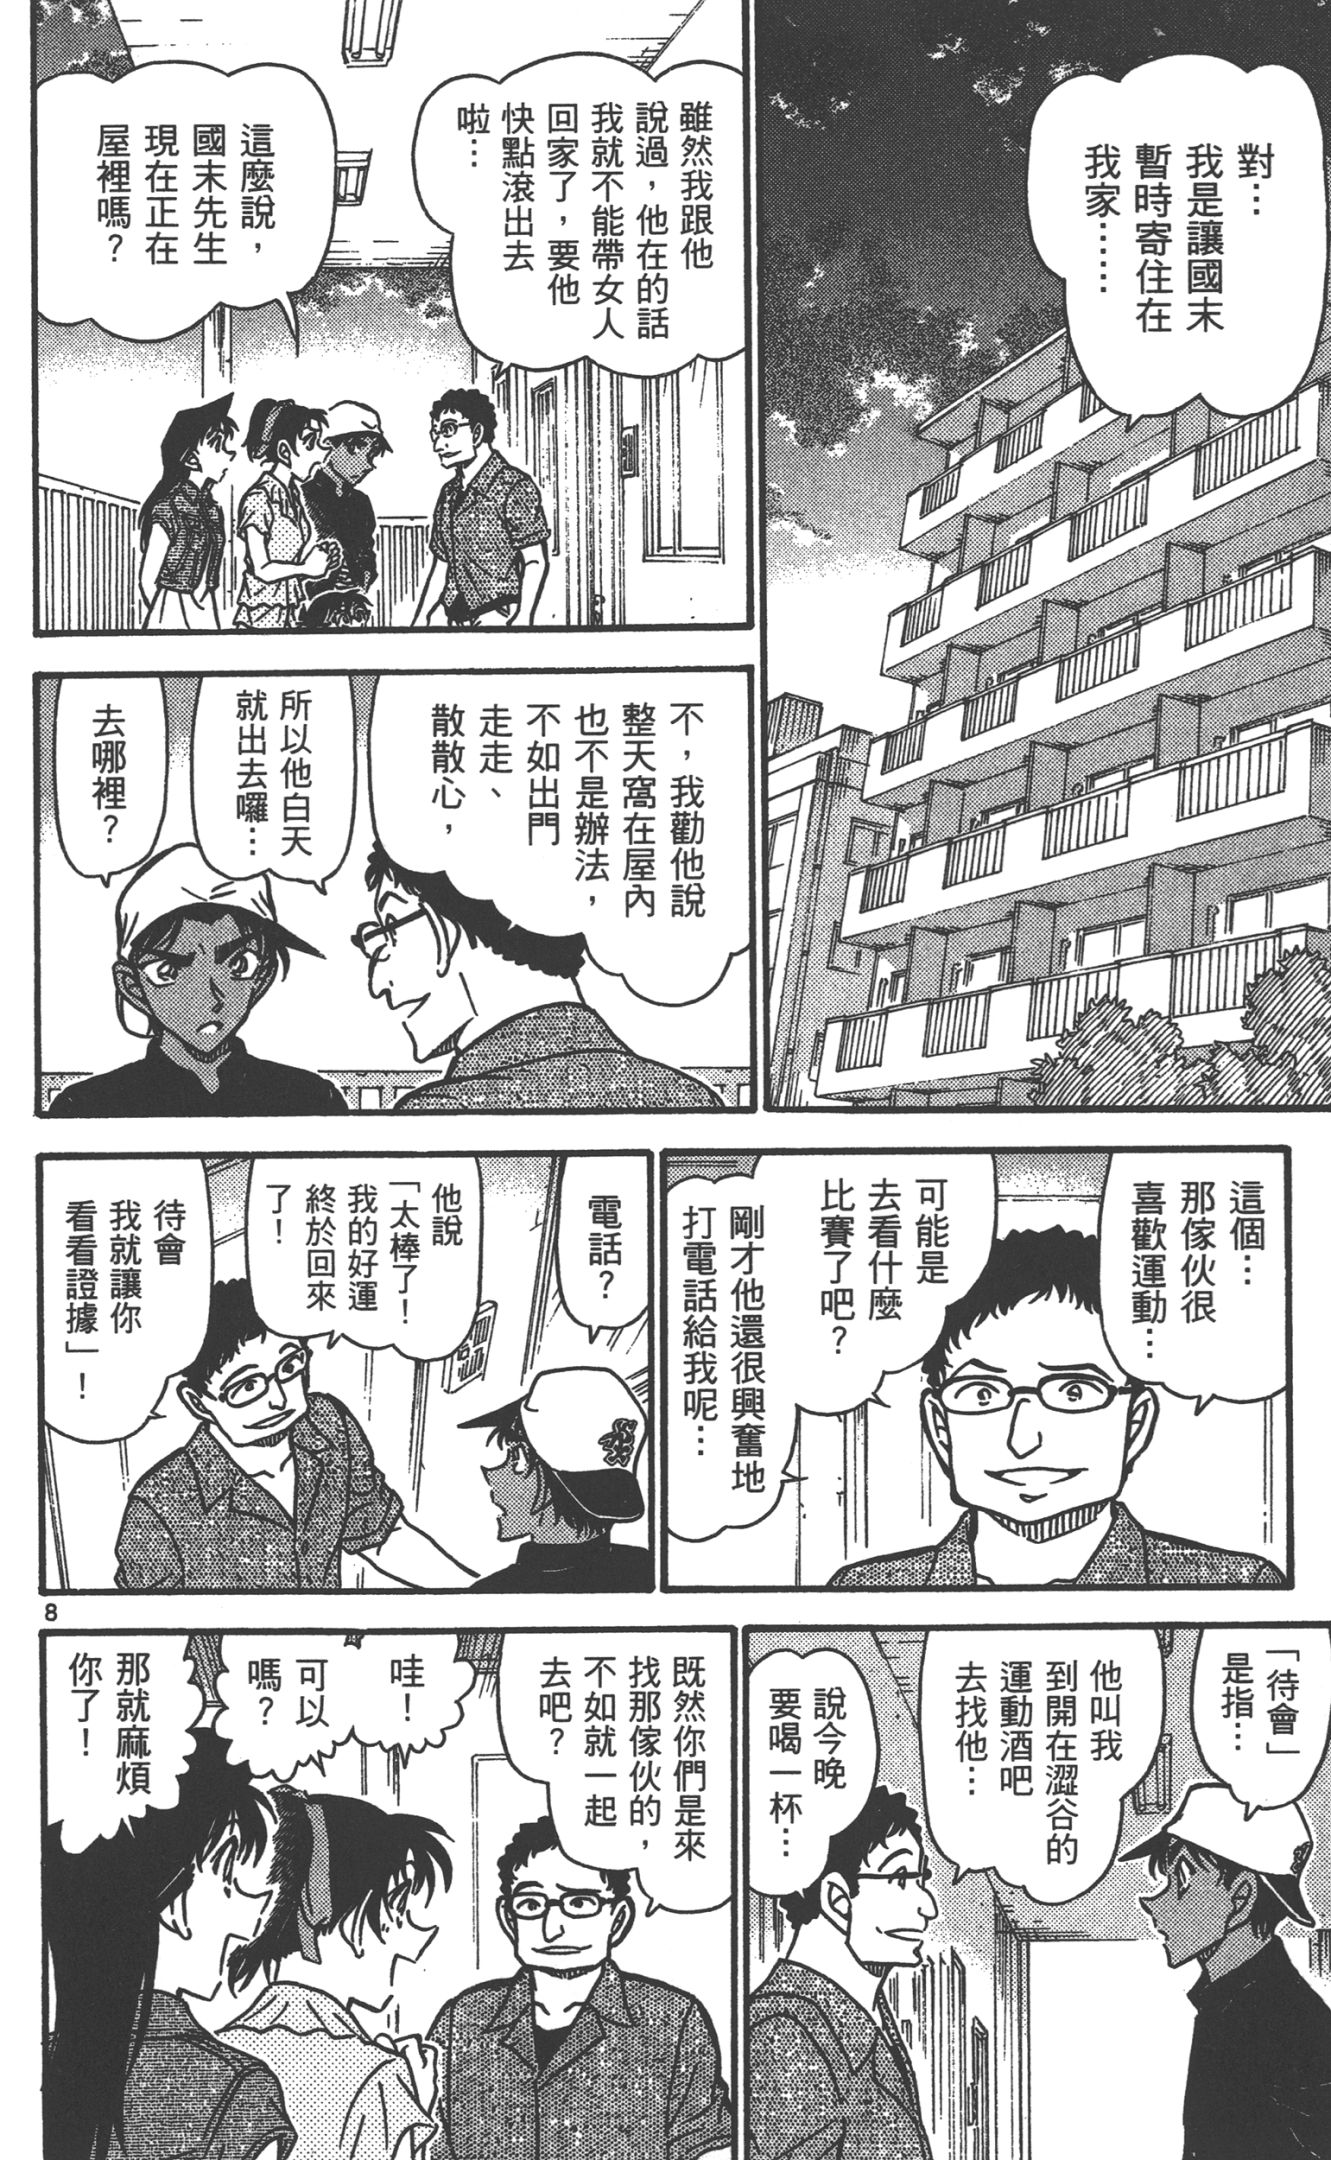 對…
我是讓國末
暫時寄住在
我家……
雖然我跟他
說過，他在的話
我就不能帶女人
回家了，要他
快點滾出去
啦…
這麼說，
國末先生
現在正在
屋裡嗎？
不，我勸他說
整天窩在屋內
也不是辦法，
不如出門
走走、
散散心，
所以他白天
就出去囉…
去哪裡？
這個…
那傢伙很
喜歡運動…
可能是
去看什麼
比賽了吧？
剛才他還很興奮地
打電話給我呢…
電話？
他說
「太棒了！
我的好運
終於回來
了！
待會
我就讓你
看看證據」！
「待會」
是指…
他叫我
到開在澀谷的
運動酒吧
去找他…
說今晚
要喝一杯…
既然你們是來
找那傢伙的，
不如就一起
去吧？
哇！
可以
嗎？
那就麻煩
你了！
8